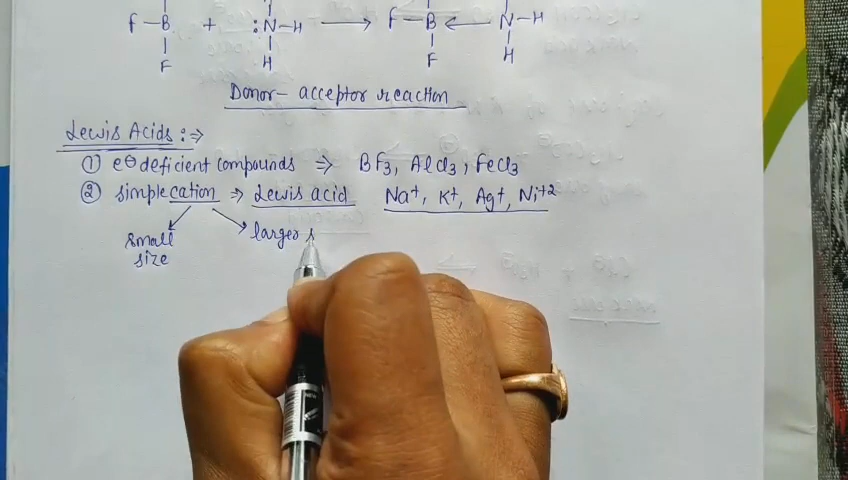 F—B + :N—H → F—B ← N—H
F H F H
Donor- acceptor reaction
Lewis Acids :⇒
① e⊖ deficient compounds ⇒ BF3, AlCl3, FeCl3
② simple cation ⇒ Lewis acid Na+, K+, Ag+, Ni+2
small size
larger s